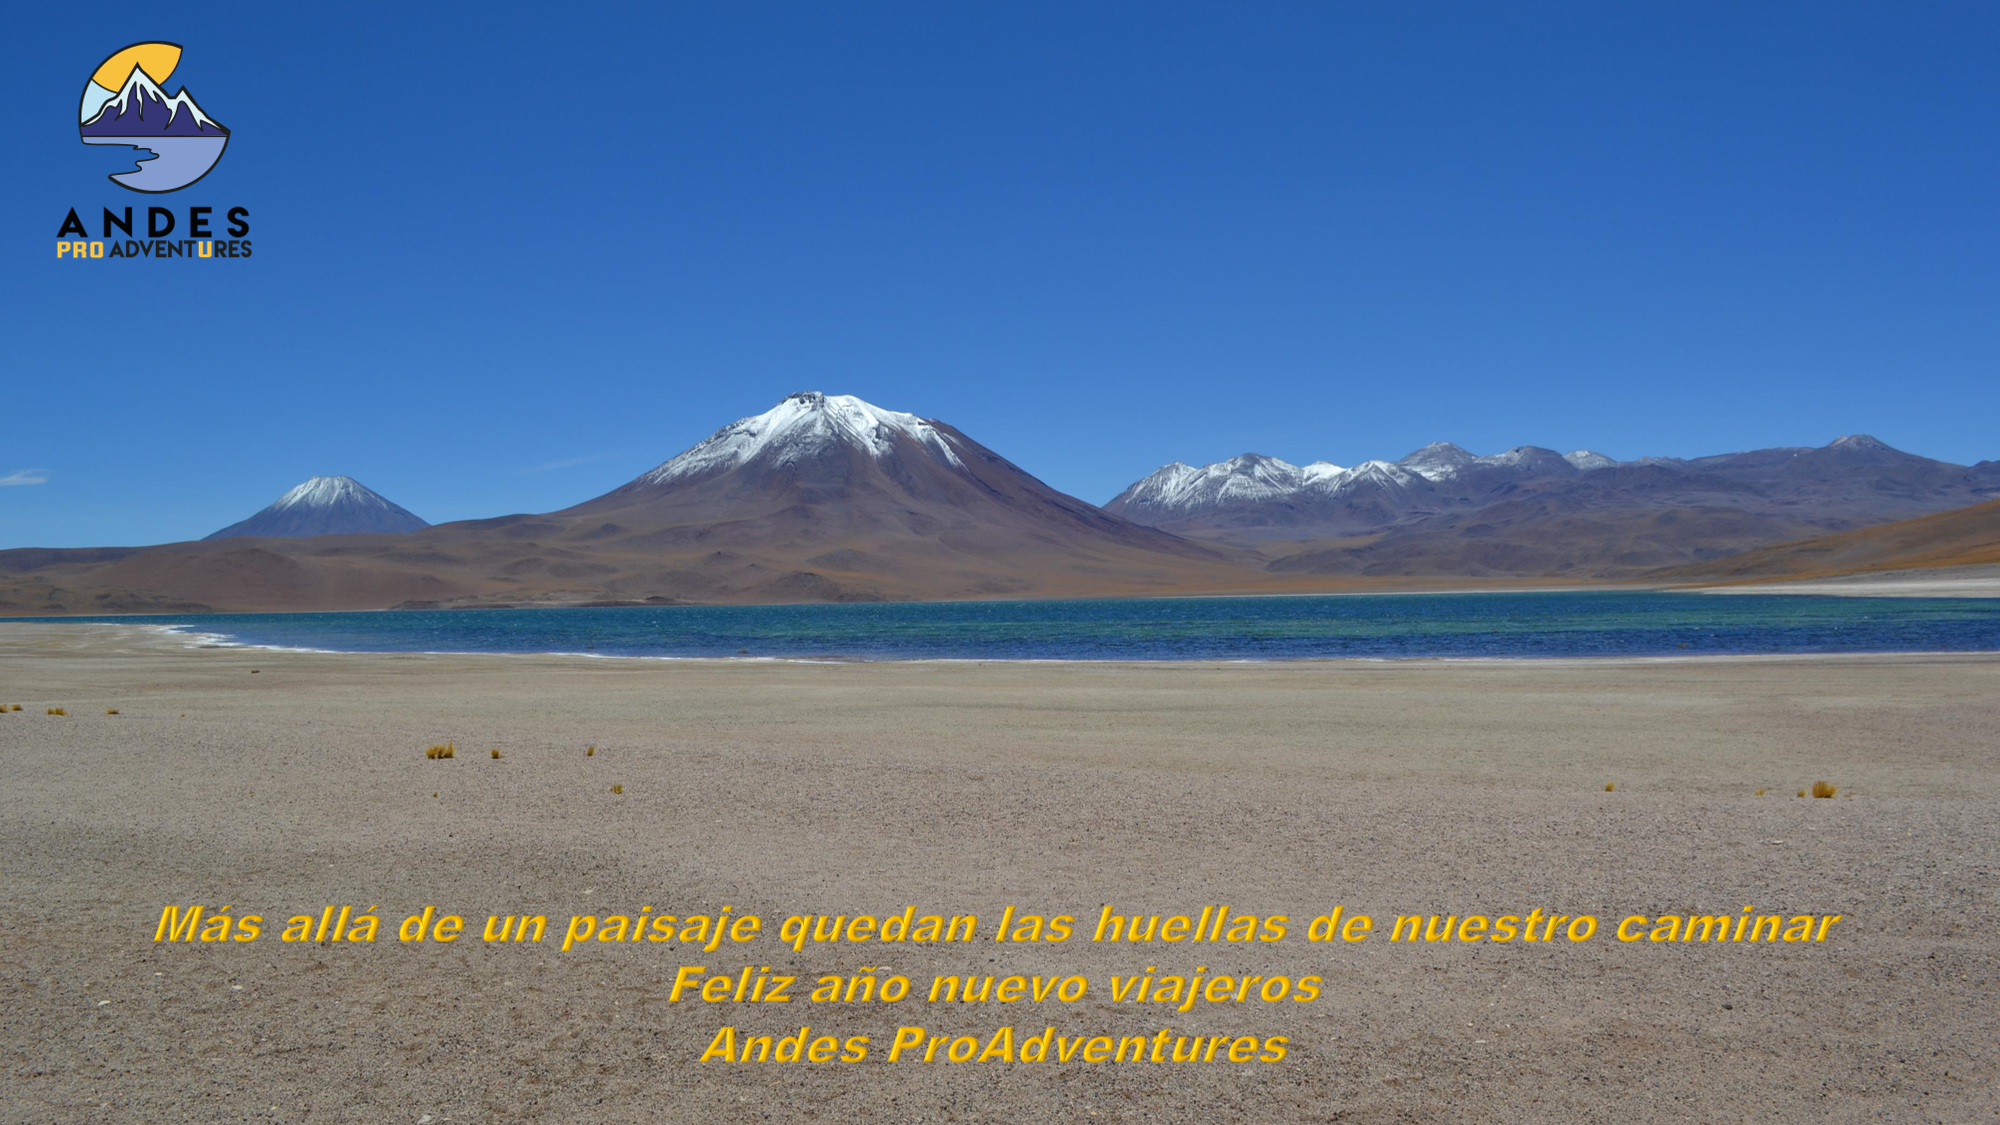 ANDES
PRO ADVENTURES
Más allá de un paisaje quedan las huellas de nuestro caminar
Feliz año nuevo viajeros
Andes ProAdventures